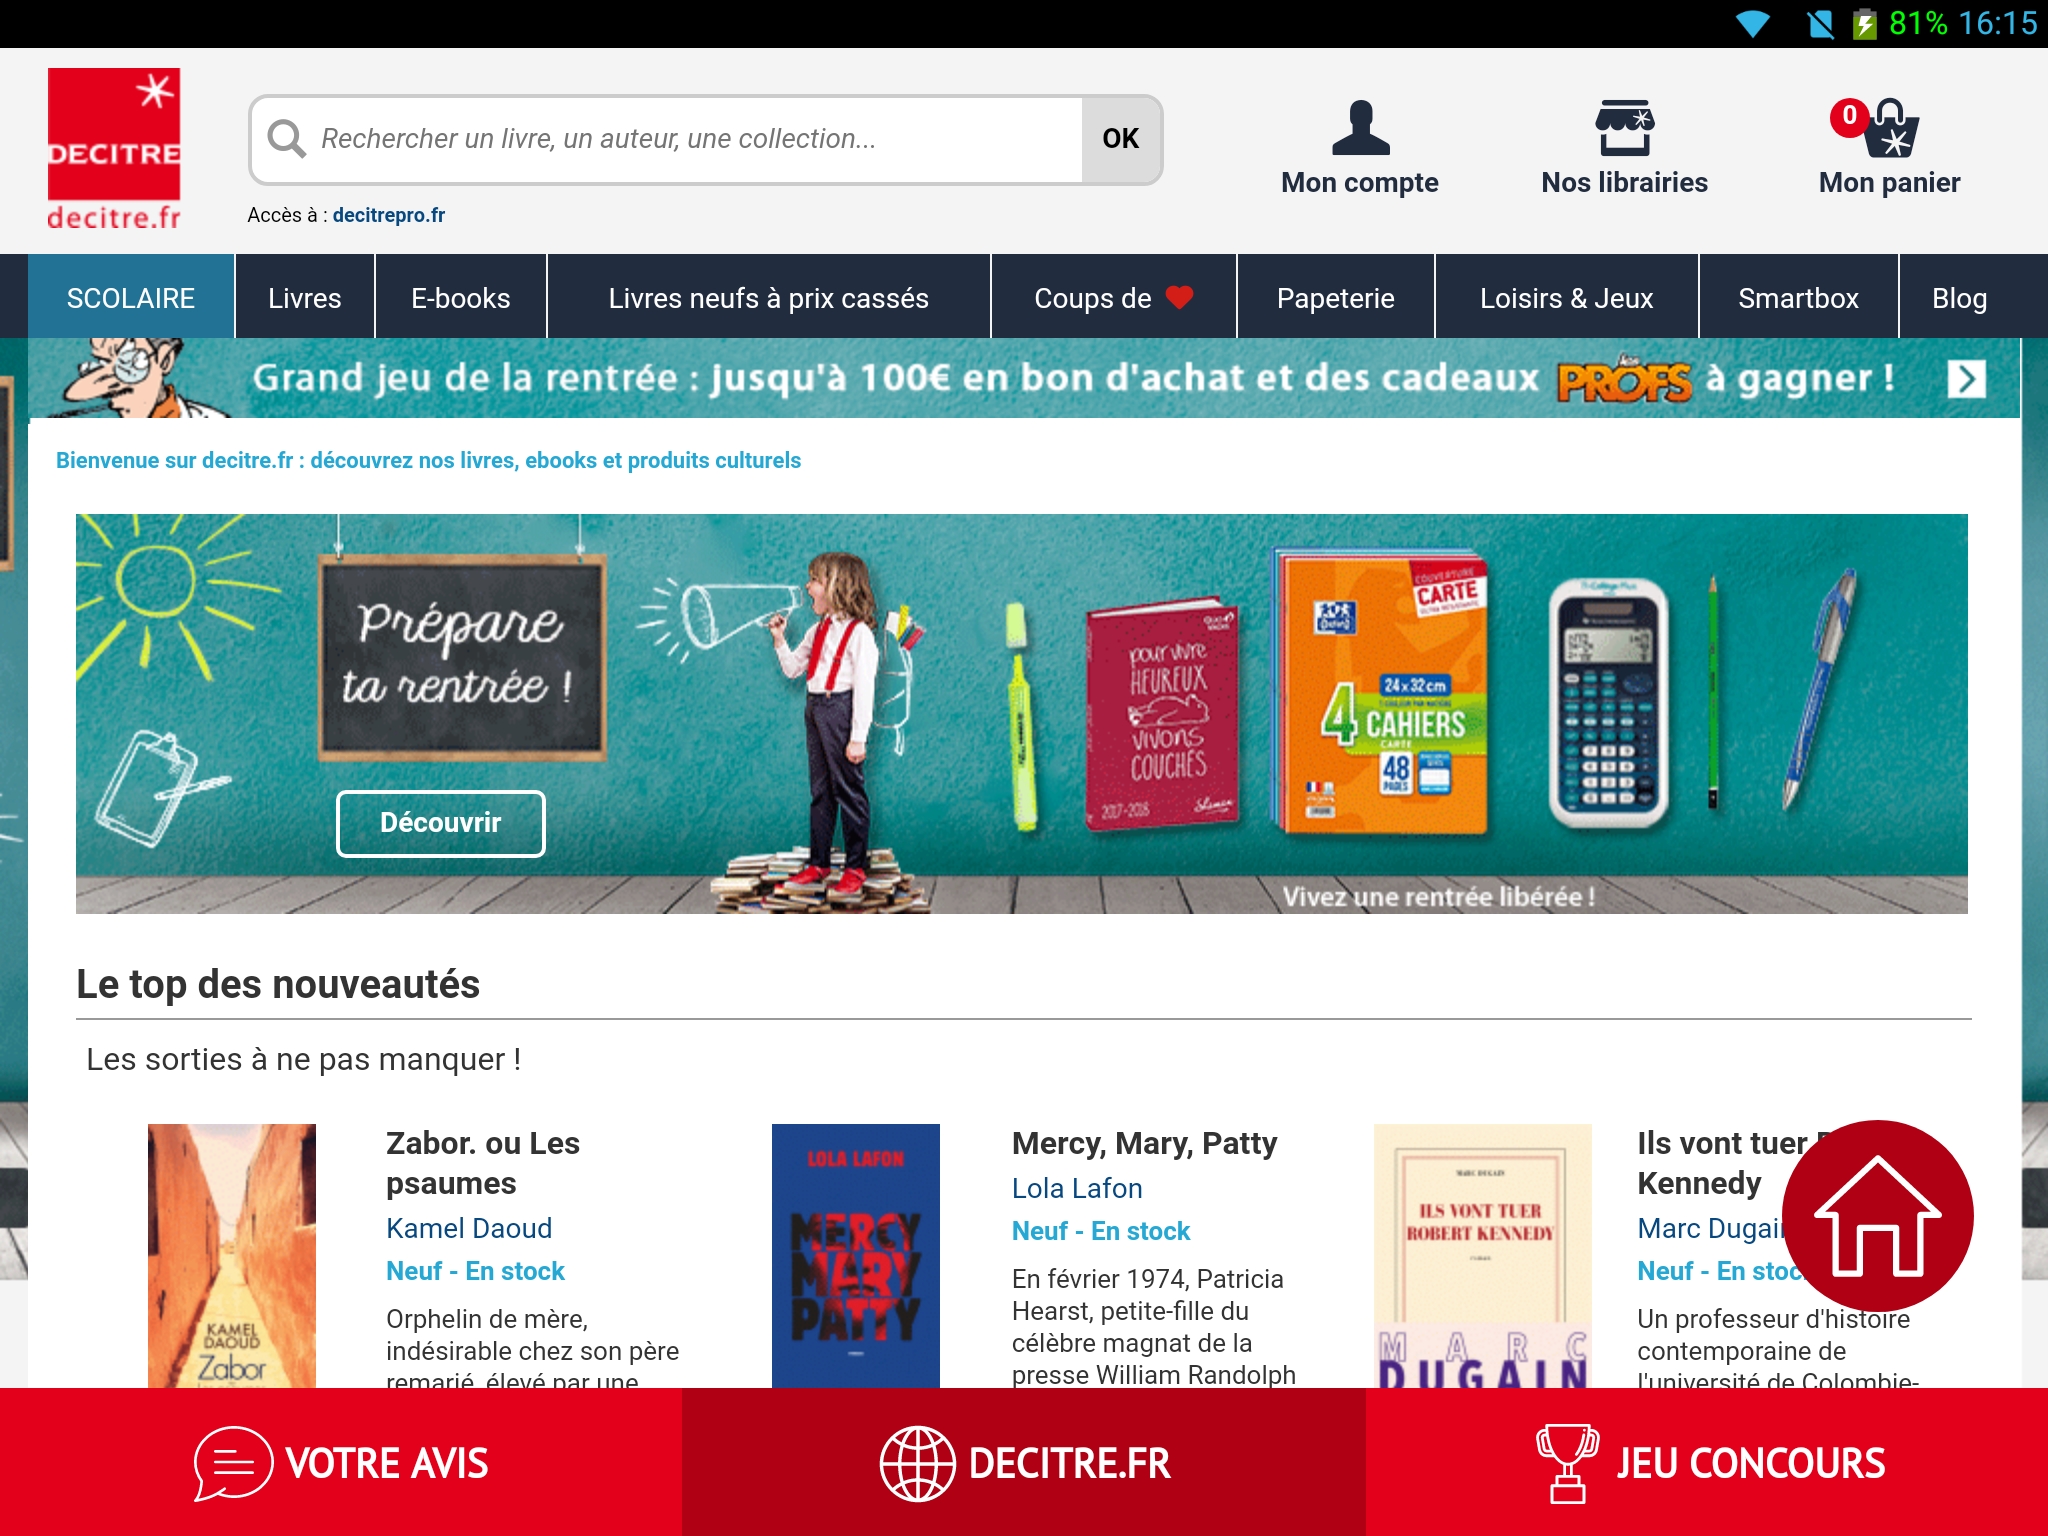 81% 16:15
DECITRE
decitre.fr
Rechercher un livre, un auteur, une collection...
OK
Accès à : decitrepro.fr
Mon compte
Nos librairies
0
Mon panier
SCOLAIRE
Livres
E-books
Livres neufs à prix cassés
Coups de
Papeterie
Loisirs & Jeux
Smartbox
Blog
Grand jeu de la rentrée : jusqu'à 100€ en bon d'achat et des cadeaux les PROFS à gagner !
Bienvenue sur decitre.fr : découvrez nos livres, ebooks et produits culturels
Prépare
ta rentrée !
Découvrir
pour vivre
HEUREUX
VIVONS
COUCHÉS
2017-2018
COUVERTURE
CARTE
Oxford
24x32cm
4 CAHIERS
CARTE
48
PAGES
Vivez une rentrée libérée !
Le top des nouveautés
Les sorties à ne pas manquer !
KAMEL
DAOUD
Zabor
Zabor. ou Les
psaumes
Kamel Daoud
Neuf - En stock
Orphelin de mère,
indésirable chez son père
remarié, élevé par une
LOLA LAFON
MERCY
MARY
PATTY
Mercy, Mary, Patty
Lola Lafon
Neuf - En stock
En février 1974, Patricia
Hearst, petite-fille du
célèbre magnat de la
presse William Randolph
MARC DUGAIN
ILS VONT TUER
ROBERT KENNEDY
MARC
DUGAIN
Ils vont tuer
Kennedy
Marc Dugain
Neuf - En stock
Un professeur d'histoire
contemporaine de
l'université de Colombie-
VOTRE AVIS
DECITRE.FR
JEU CONCOURS